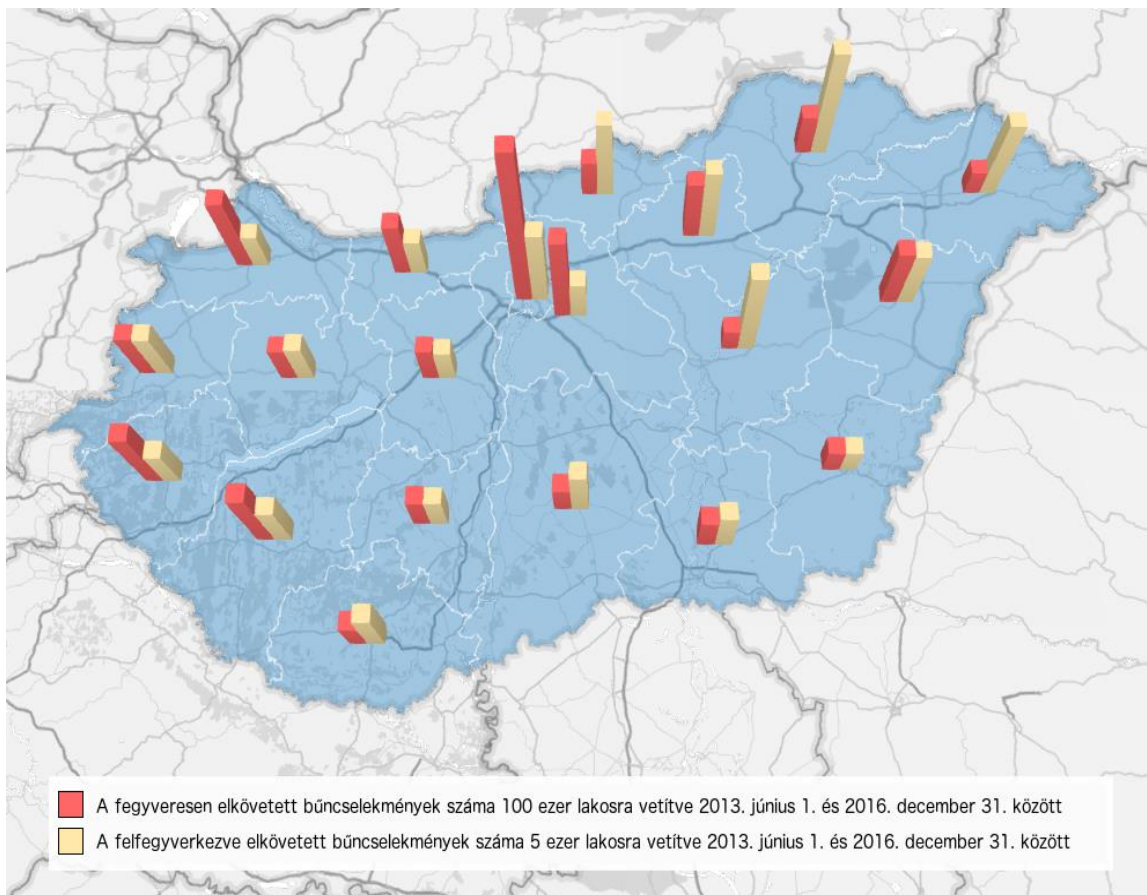 A fegyveresen elkövetett bűncselekmények száma 100 ezer lakosra vetítve 2013. június 1. és 2016. december 31. között
A felfegyverkezve elkövetett bűncselekmények száma 5 ezer lakosra vetítve 2013. június 1. és 2016. december 31. között